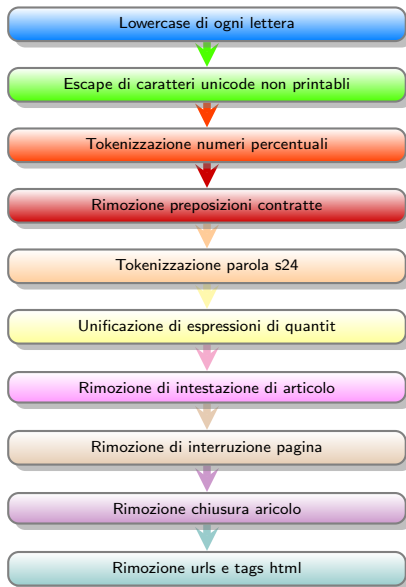 Lowercase di ogni lettera
Escape di caratteri unicode non printabli
Tokenizzazione numeri percentuali
Rimozione preposizioni contratte
Tokenizzazione parola s24
Unificazione di espressioni di quantit
Rimozione di intestazione di articolo
Rimozione di interruzione pagina
Rimozione chiusura aricolo
Rimozione urls e tags html